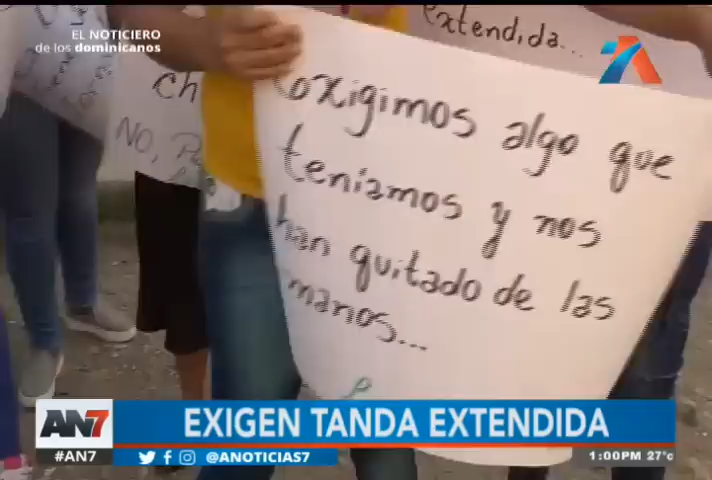 EL NOTICIERO
de los dominicanos
extendida...
Ch
NO,
exigimos algo que
teníamos y nos
han quitado de las
manos...
AN7
EXIGEN TANDA EXTENDIDA
#AN7
@ANOTICIAS7
1:00PM 27°c